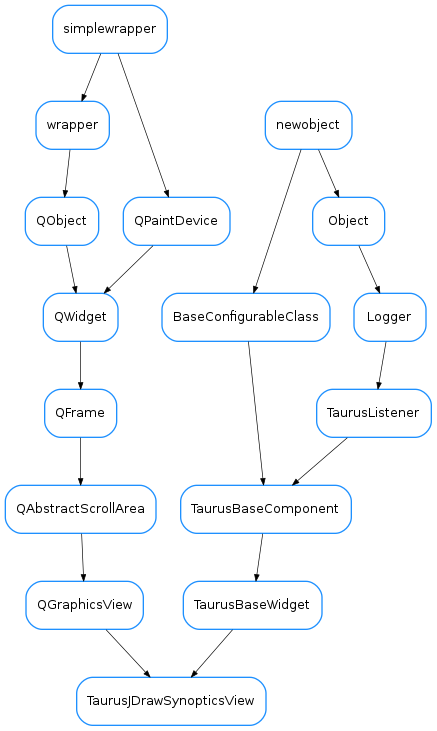 simplewrapper
wrapper
newobject
QObject
QPaintDevice
Object
QWidget
BaseConfigurableClass
Logger
QFrame
TaurusListener
QAbstractScrollArea
TaurusBaseComponent
QGraphicsView
TaurusBaseWidget
TaurusJDrawSynopticsView